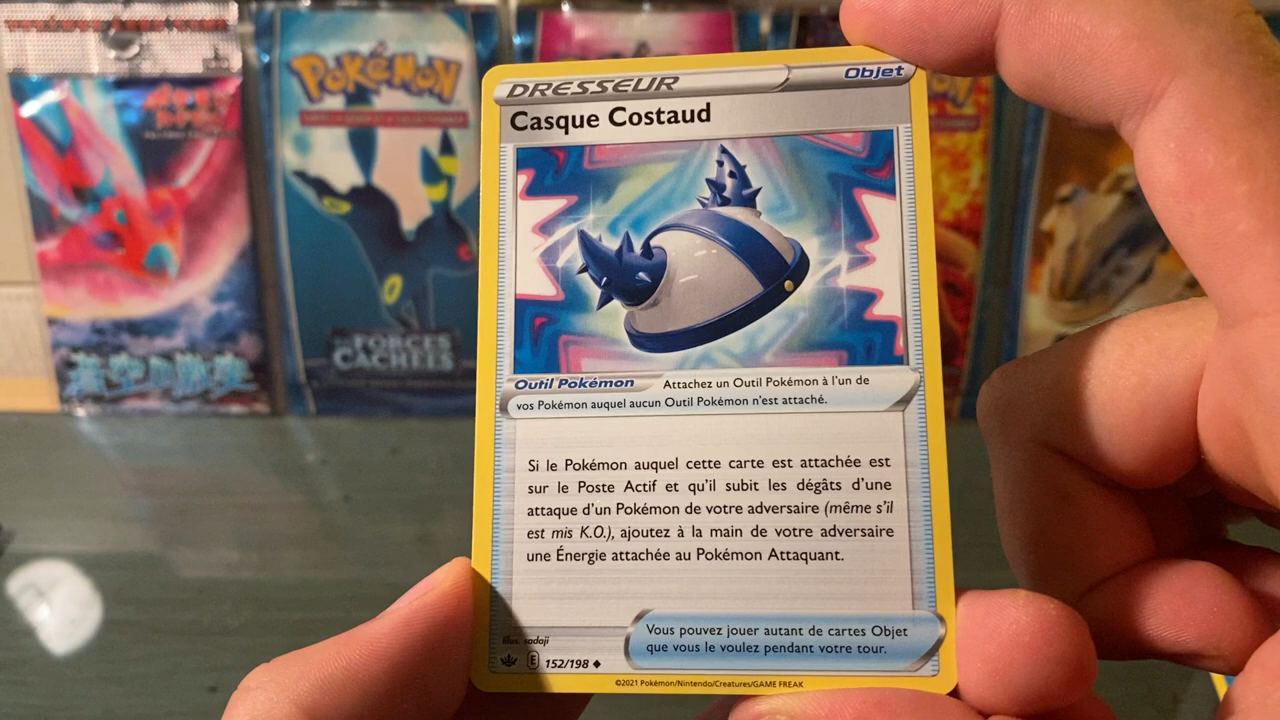 POKÉMON
FORCES
CACHÉES
DRESSEUR
Objet
Casque Costaud
Outil Pokémon Attachez un Outil Pokémon à l'un de
vos Pokémon auquel aucun Outil Pokémon n'est attaché.
Si le Pokémon auquel cette carte est attachée est
sur le Poste Actif et qu'il subit les dégâts d'une
attaque d'un Pokémon de votre adversaire (même s'il
est mis K.O.), ajoutez à la main de votre adversaire
une Énergie attachée au Pokémon Attaquant.
Vous pouvez jouer autant de cartes Objet
que vous le voulez pendant votre tour.
Illus. sadaji
E 152/198
©2021 Pokémon/Nintendo/Creatures/GAME FREAK